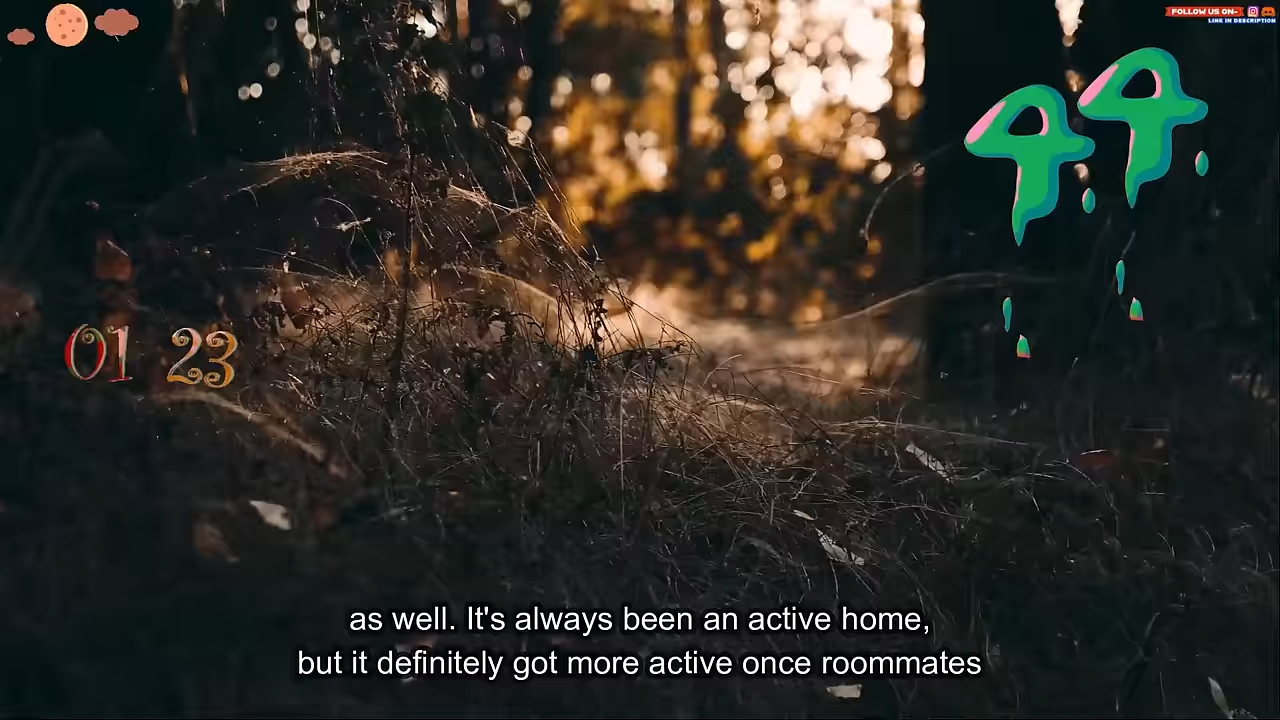 FOLLOW US ON-
LINK IN DESCRIPTION
44
01 23
as well. It's always been an active home,
but it definitely got more active once roommates